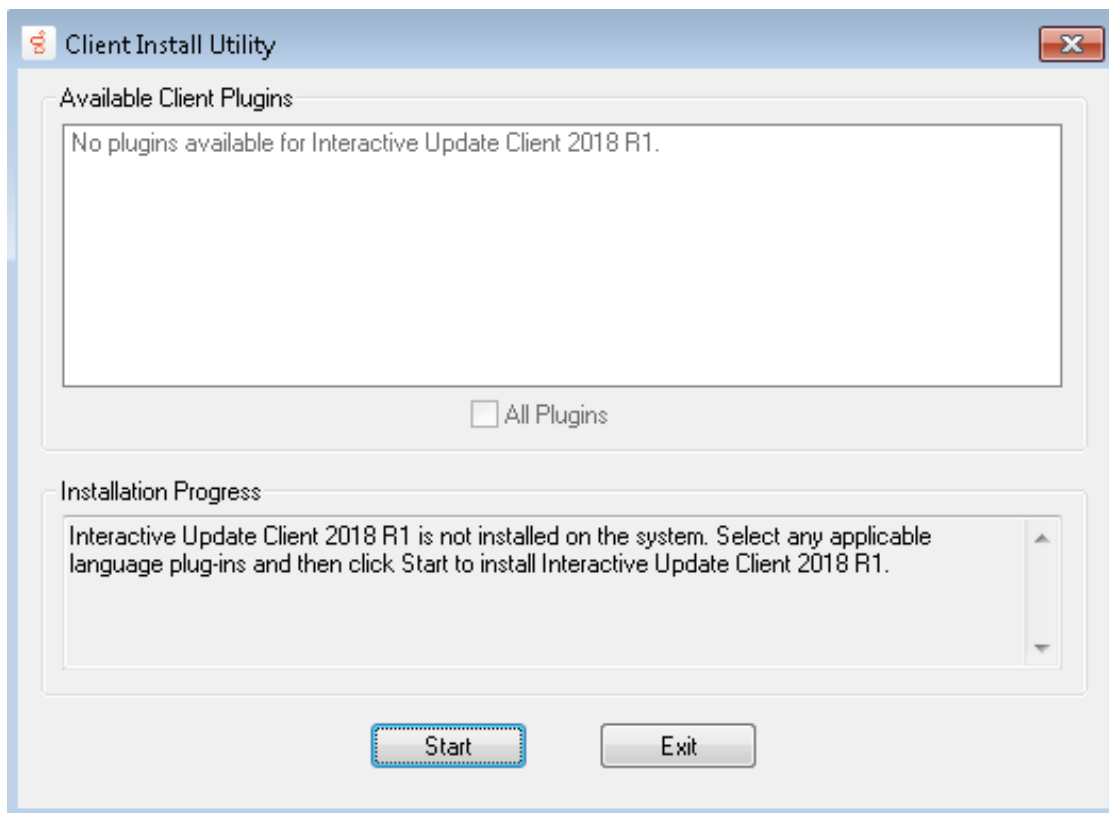 Client Install Utility
Available Client Plugins
No plugins available for Interactive Update Client 2018 R1.
All Plugins
Installation Progress
Interactive Update Client 2018 R1 is not installed on the system. Select any applicable
language plug-ins and then click Start to install Interactive Update Client 2018 R1.
Start
Exit